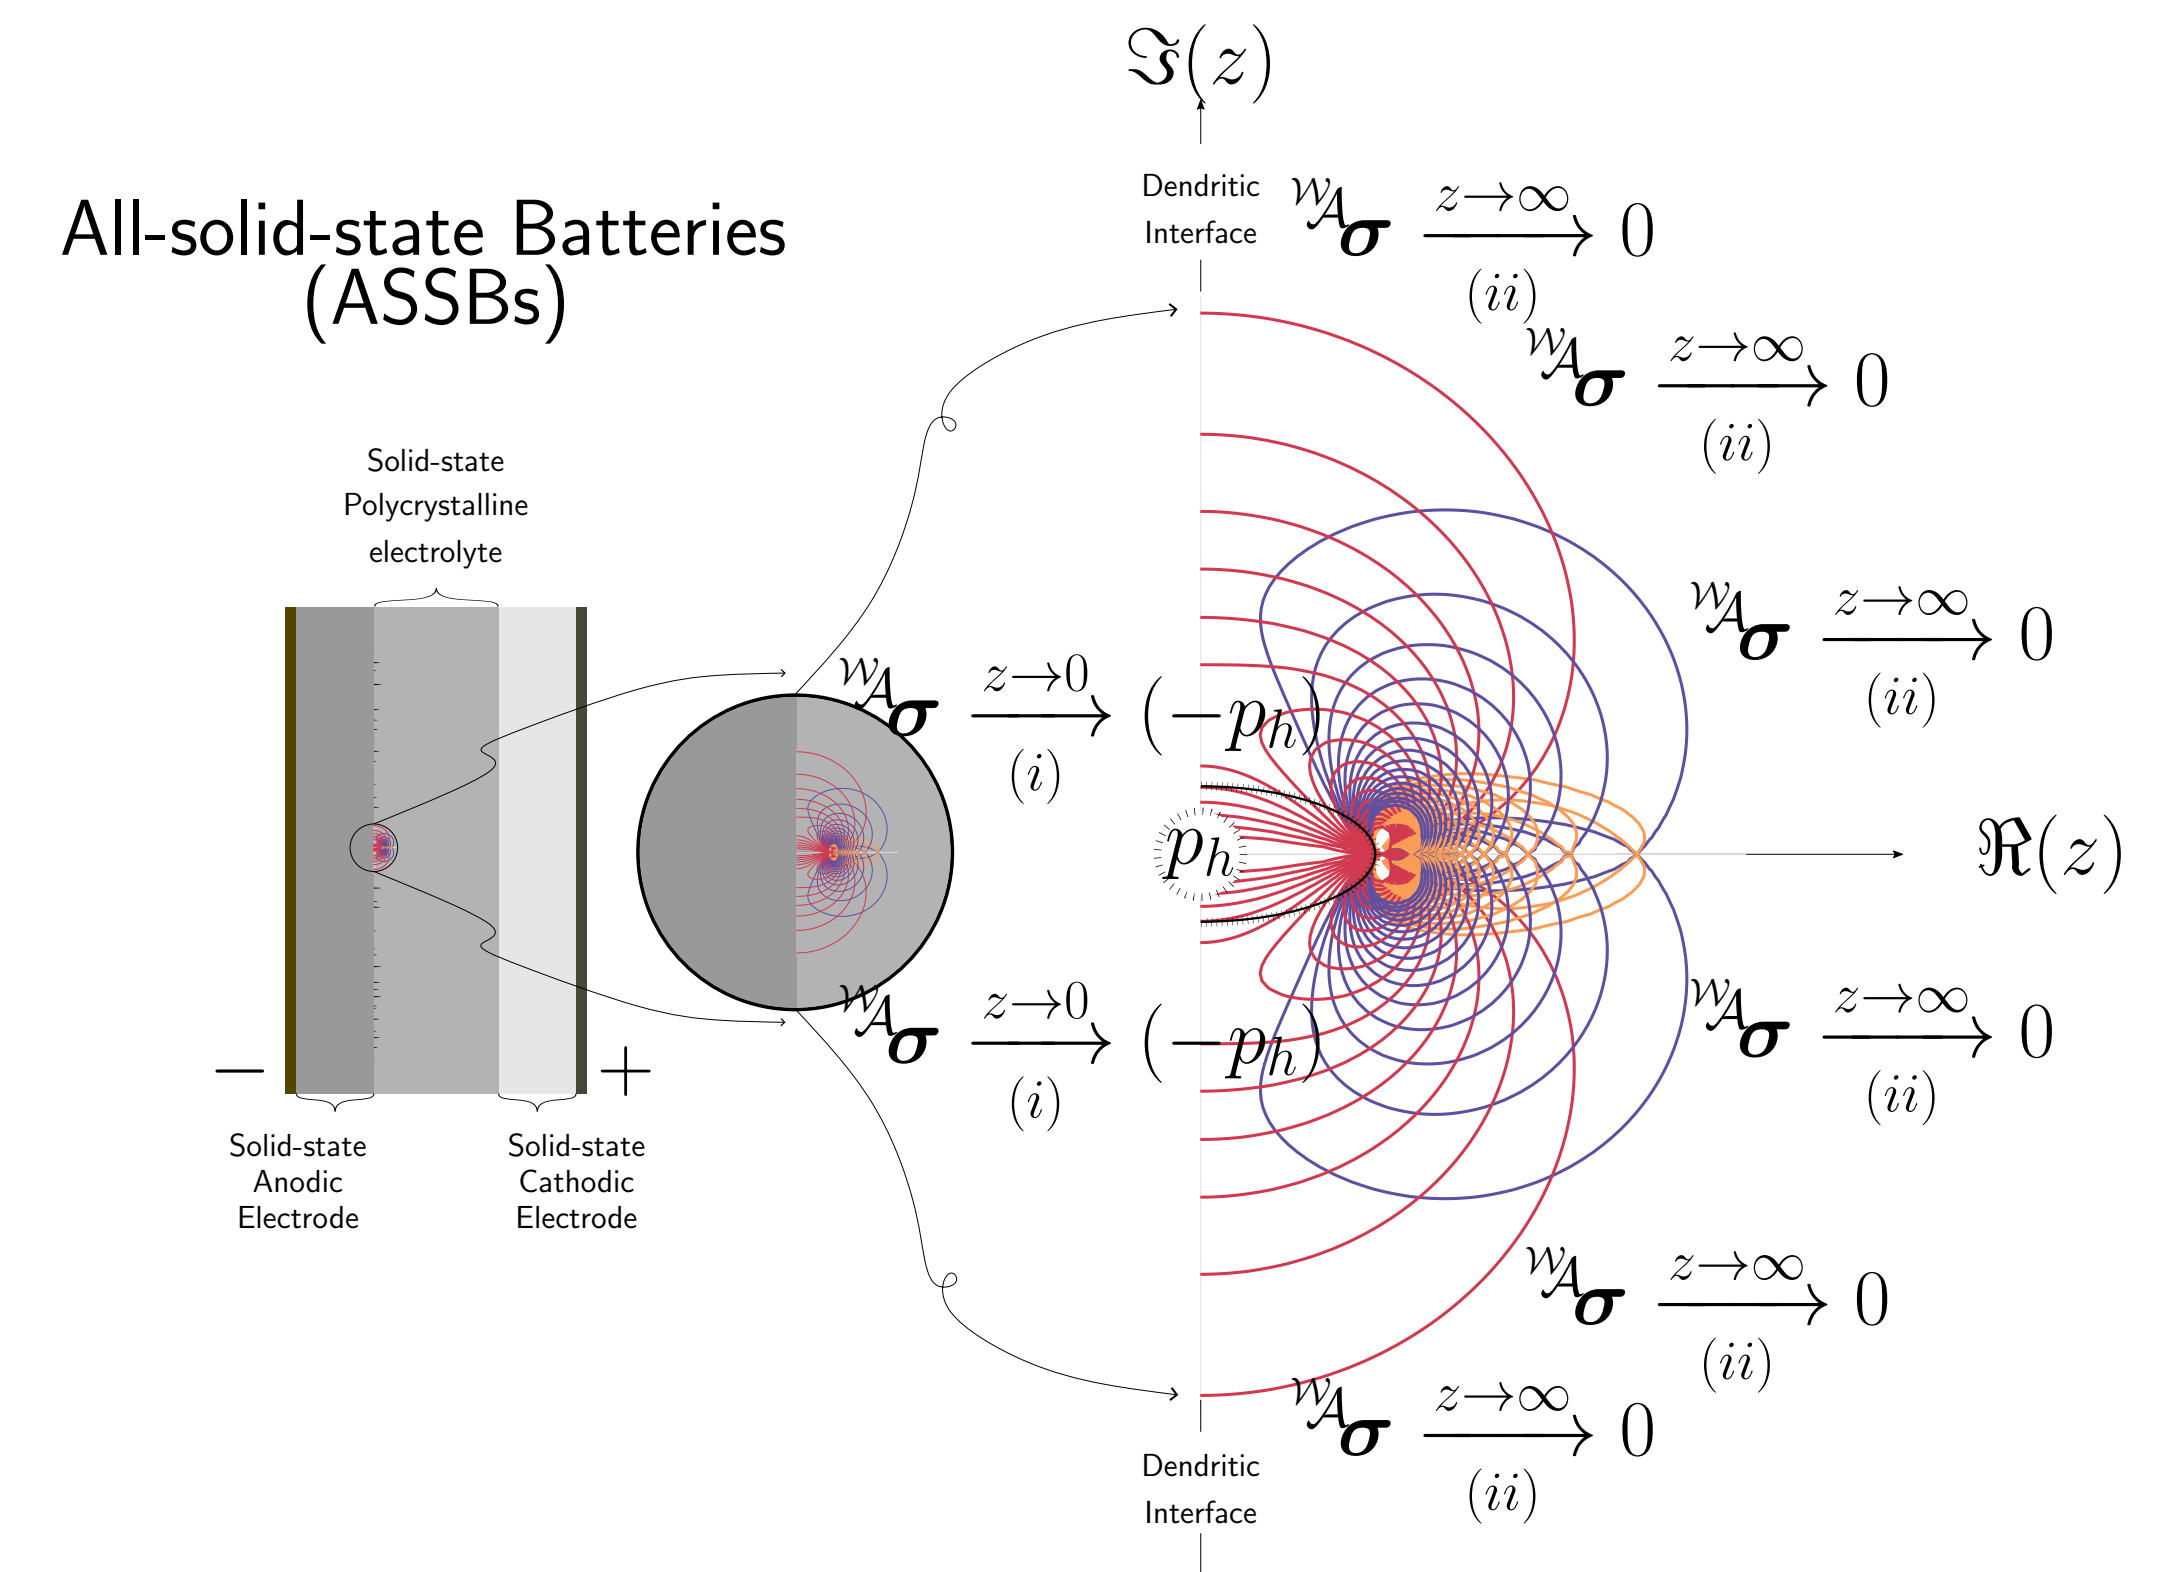 ℑ(z)
All-solid-state Batteries
(ASSBs)
Dendritic
Interface
𝒲𝒜𝝈 z→∞ ⟶ 0
(ii)
𝒲𝒜𝝈 z→∞ ⟶ 0
(ii)
Solid-state
Polycrystalline
electrolyte
𝒲𝒜𝝈 z→∞ ⟶ 0
(ii)
𝒲𝒜𝝈 z→0 ⟶ (−p_h)
(i)
p_h
ℜ(z)
𝒲𝒜𝝈 z→0 ⟶ (−p_h)
(i)
𝒲𝒜𝝈 z→∞ ⟶ 0
(ii)
− +
Solid-state
Anodic
Electrode
Solid-state
Cathodic
Electrode
𝒲𝒜𝝈 z→∞ ⟶ 0
(ii)
𝒲𝒜𝝈 z→∞ ⟶ 0
(ii)
Dendritic
Interface